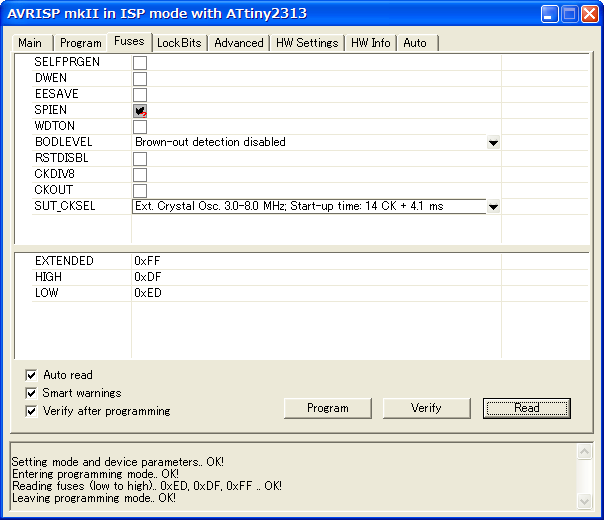 AVRISP mkII in ISP mode with ATtiny2313
Main Program Fuses LockBits Advanced HW Settings HW Info Auto
SELFPRGEN
DWEN
EESAVE
SPIEN
WDTON
BODLEVEL Brown-out detection disabled
RSTDISBL
CKDIV8
CKOUT
SUT_CKSEL Ext. Crystal Osc. 3.0-8.0 MHz; Start-up time: 14 CK + 4.1 ms
EXTENDED 0xFF
HIGH 0xDF
LOW 0xED
Auto read
Smart warnings
Verify after programming
Program Verify Read
Setting mode and device parameters.. OK!
Entering programming mode.. OK!
Reading fuses (low to high).. 0xED, 0xDF, 0xFF .. OK!
Leaving programming mode.. OK!